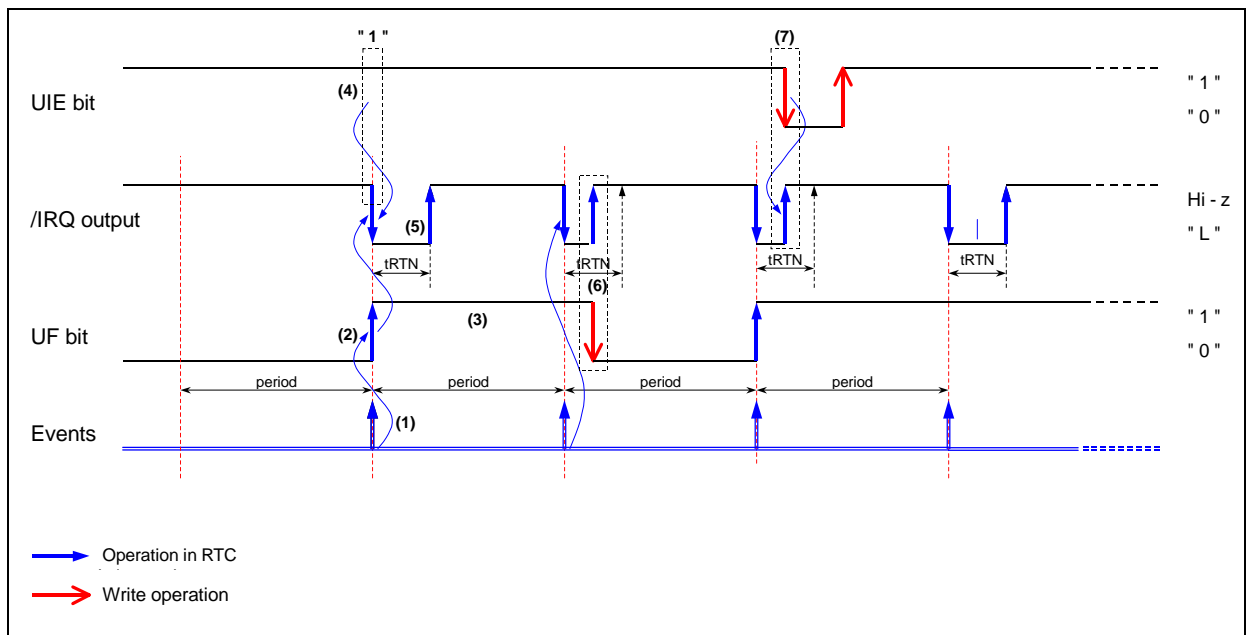 " 1 "
(7)
(4)
UIE bit
" 1 "
" 0 "
/IRQ output
(5)
Hi - z
" L "
tRTN
tRTN
tRTN
tRTN
(6)
(2)
(3)
UF bit
" 1 "
" 0 "
period
period
period
period
(1)
Events
Operation in RTC
Write operation